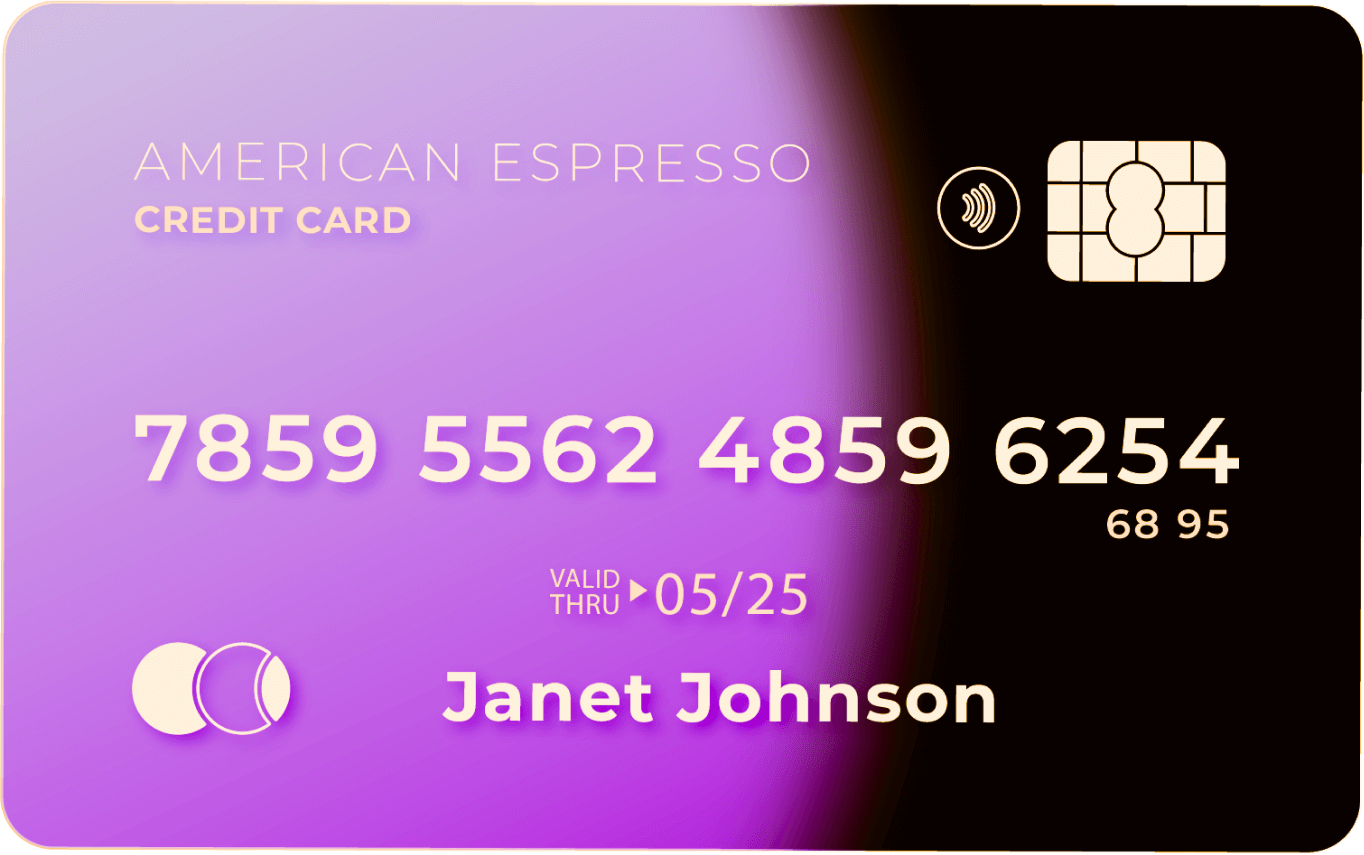 AMERICAN ESPRESSO
CREDIT CARD
7859 5562 4859 6254
68 95
VALID
THRU
05/25
Janet Johnson